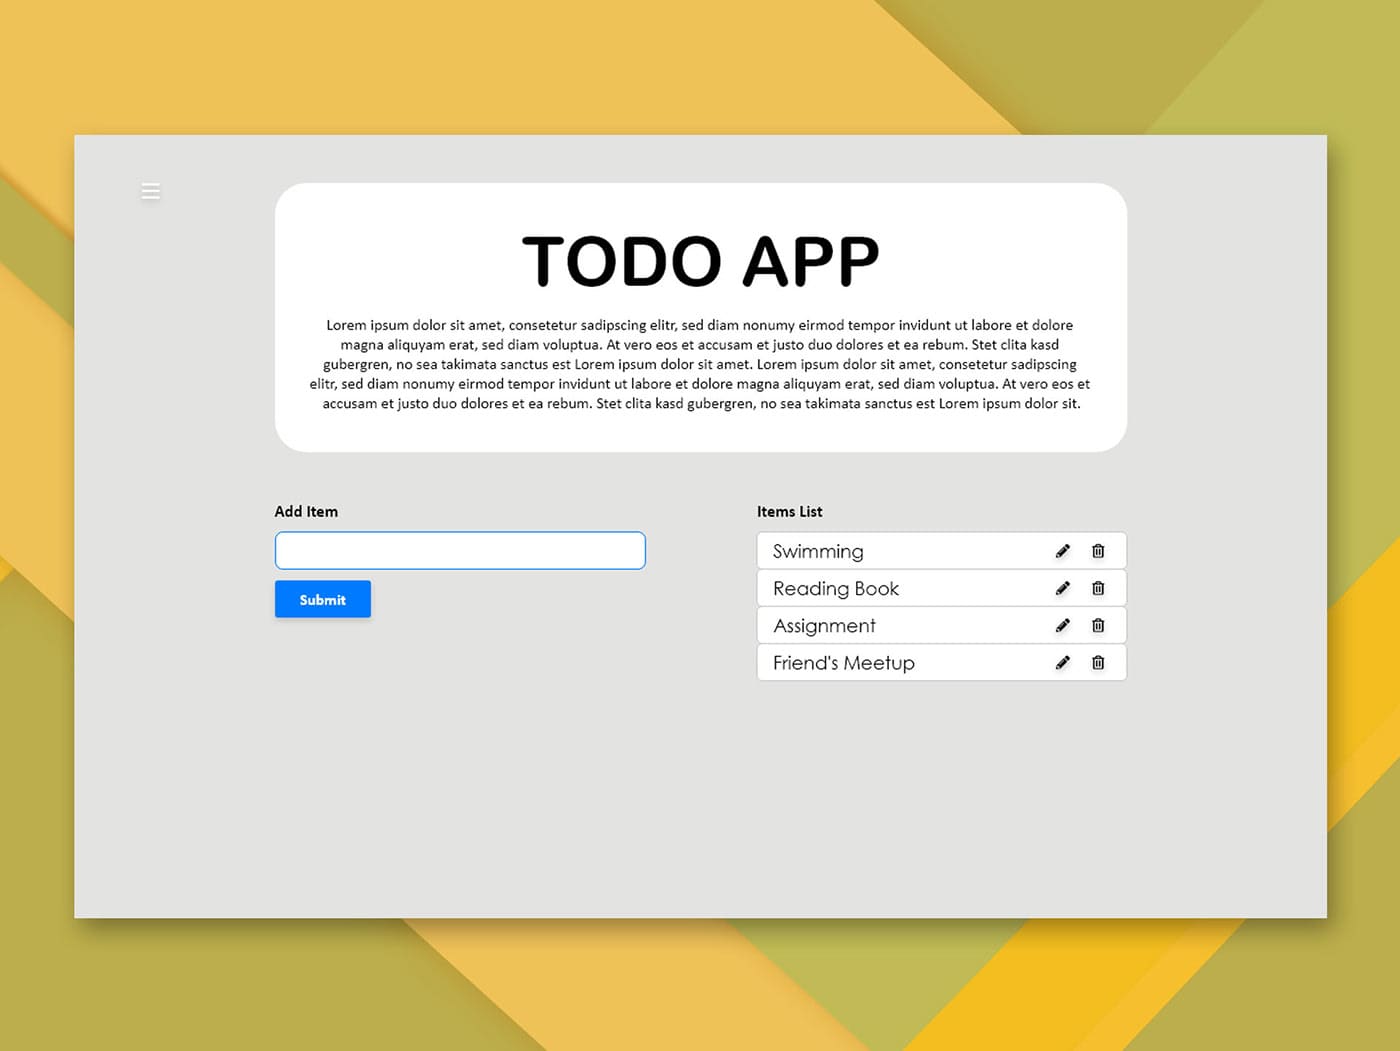 TODO APP
Lorem ipsum dolor sit amet, consetetur sadipscing elitr, sed diam nonumy eirmod tempor invidunt ut labore et dolore
magna aliquyam erat, sed diam voluptua. At vero eos et accusam et justo duo dolores et ea rebum. Stet clita kasd
gubergren, no sea takimata sanctus est Lorem ipsum dolor sit amet. Lorem ipsum dolor sit amet, consetetur sadipscing
elitr, sed diam nonumy eirmod tempor invidunt ut labore et dolore magna aliquyam erat, sed diam voluptua. At vero eos et
accusam et justo duo dolores et ea rebum. Stet clita kasd gubergren, no sea takimata sanctus est Lorem ipsum dolor sit.
Add Item
Submit
Items List
Swimming
Reading Book
Assignment
Friend's Meetup